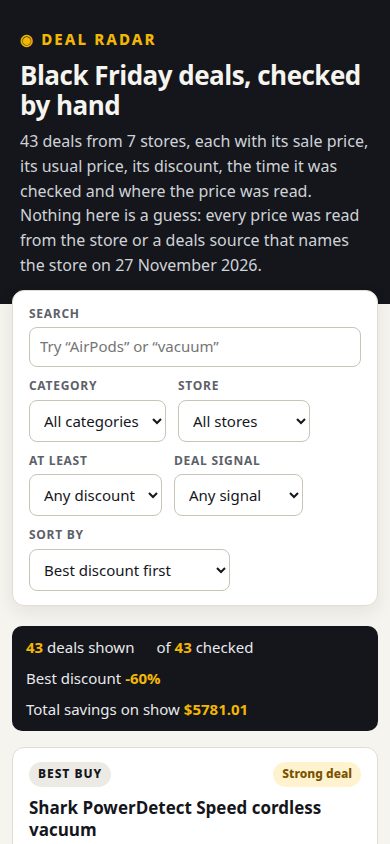 ◉ DEAL RADAR
Black Friday deals, checked
by hand
43 deals from 7 stores, each with its sale price,
its usual price, its discount, the time it was
checked and where the price was read.
Nothing here is a guess: every price was read
from the store or a deals source that names
the store on 27 November 2026.
SEARCH
Try “AirPods” or “vacuum”
CATEGORY STORE
All categories All stores
AT LEAST DEAL SIGNAL
Any discount Any signal
SORT BY
Best discount first
43 deals shown of 43 checked
Best discount -60%
Total savings on show $5781.01
BEST BUY Strong deal
Shark PowerDetect Speed cordless
vacuum